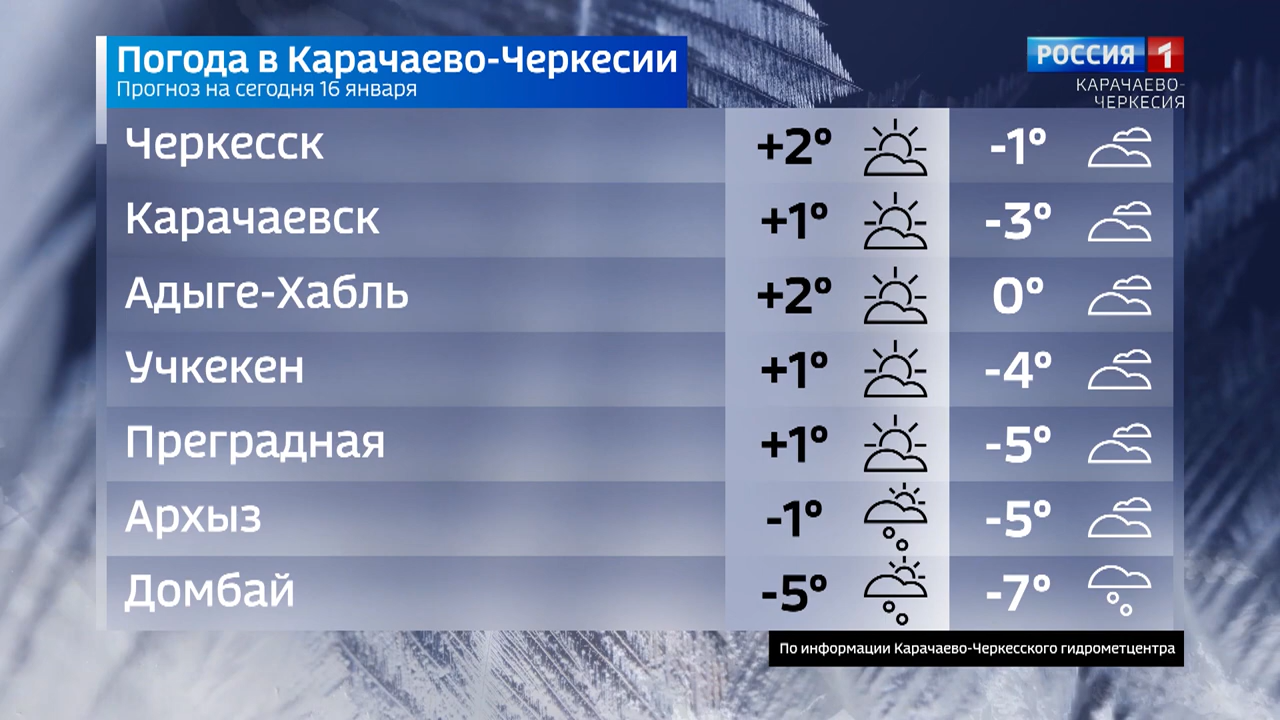 Погода в Карачаево-Черкесии
Прогноз на сегодня 16 января
РОССИЯ 1
КАРАЧАЕВО-
ЧЕРКЕСИЯ
Черкесск +2° -1°
Карачаевск +1° -3°
Адыге-Хабль +2° 0°
Учкекен +1° -4°
Преградная +1° -5°
Архыз -1° -5°
Домбай -5° -7°
По информации Карачаево-Черкесского гидрометцентра